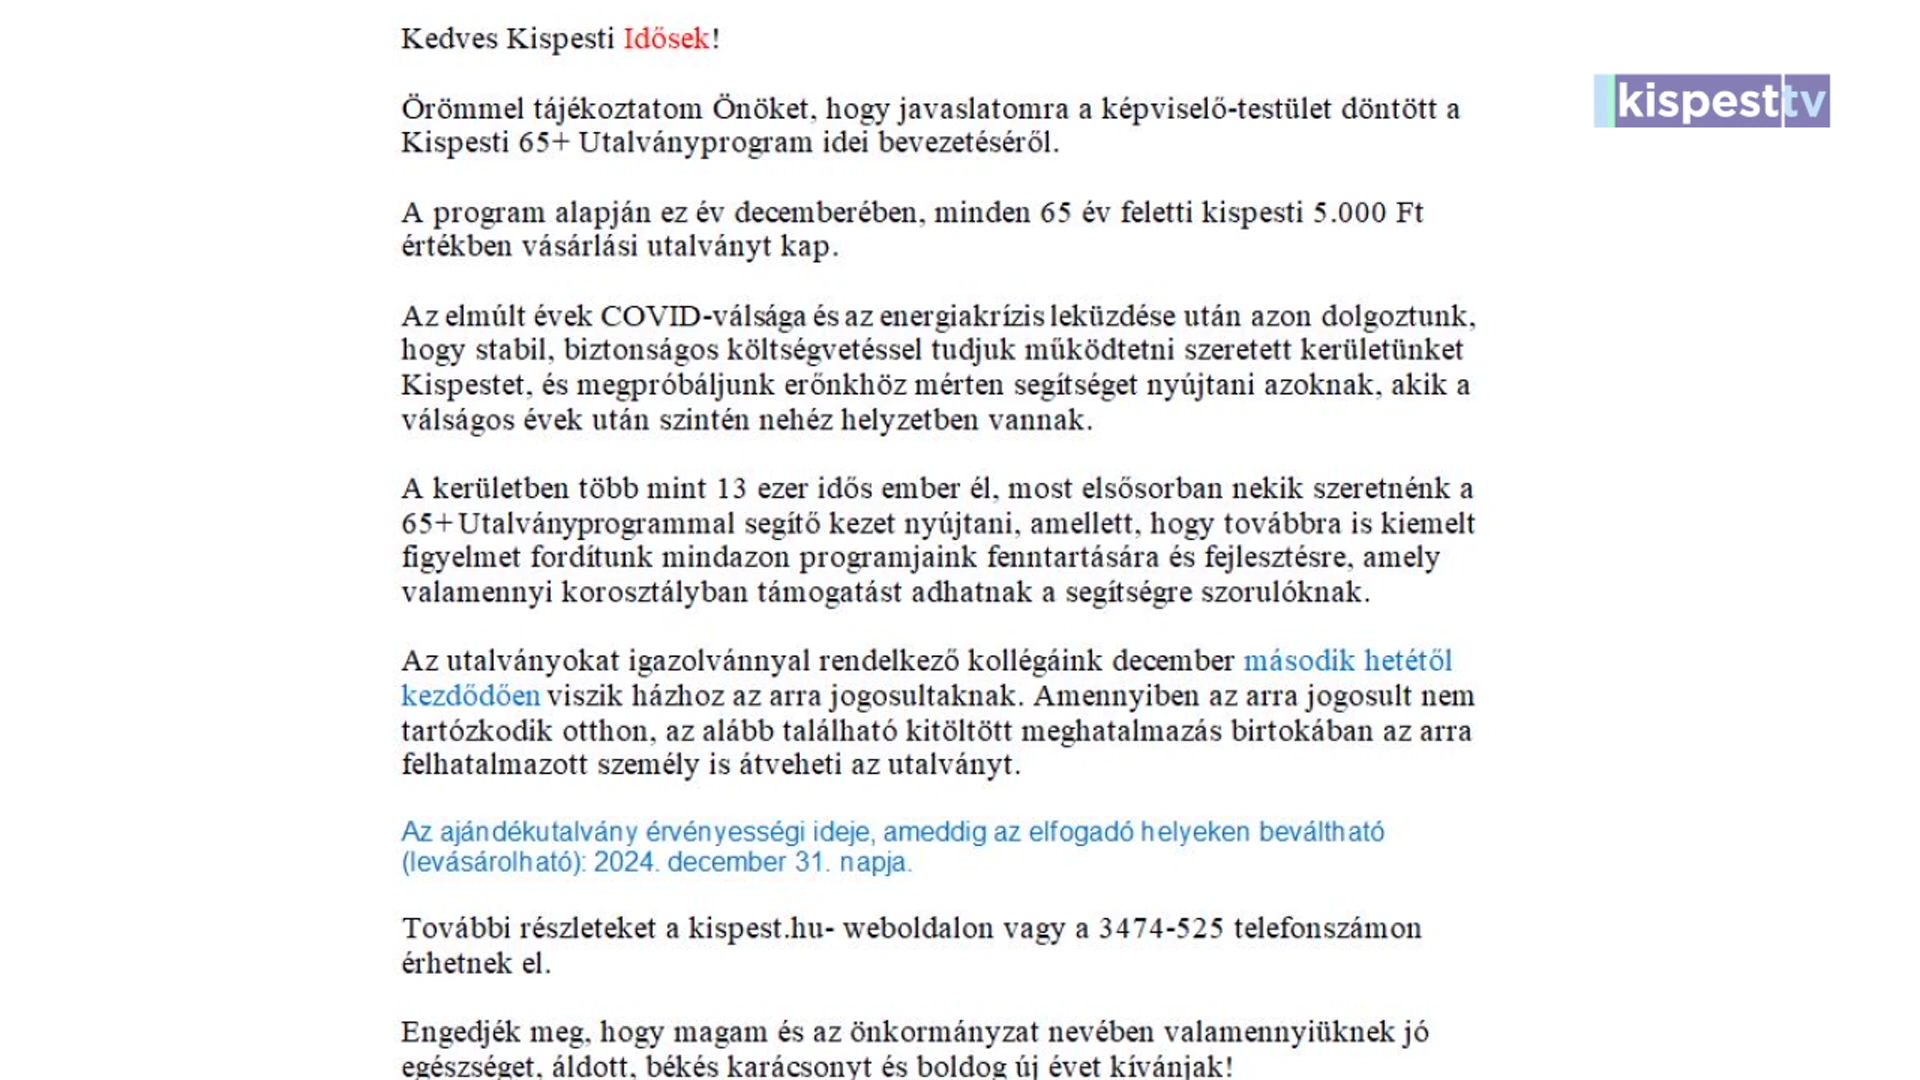 Kedves Kispesti Idősek!
kispesttv
Örömmel tájékoztatom Önöket, hogy javaslatomra a képviselő-testület döntött a
Kispesti 65+ Utalványprogram idei bevezetéséről.
A program alapján ez év decemberében, minden 65 év feletti kispesti 5.000 Ft
értékben vásárlási utalványt kap.
Az elmúlt évek COVID-válsága és az energiakrízis leküzdése után azon dolgoztunk,
hogy stabil, biztonságos költségvetéssel tudjuk működtetni szeretett kerületünket
Kispestet, és megpróbáljunk erőnkhöz mérten segítséget nyújtani azoknak, akik a
válságos évek után szintén nehéz helyzetben vannak.
A kerületben több mint 13 ezer idős ember él, most elsősorban nekik szeretnénk a
65+ Utalványprogrammal segítő kezet nyújtani, amellett, hogy továbbra is kiemelt
figyelmet fordítunk mindazon programjaink fenntartására és fejlesztésre, amely
valamennyi korosztályban támogatást adhatnak a segítségre szorulóknak.
Az utalványokat igazolvánnyal rendelkező kollégáink december második hetétől
kezdődően viszik házhoz az arra jogosultaknak. Amennyiben az arra jogosult nem
tartózkodik otthon, az alább található kitöltött meghatalmazás birtokában az arra
felhatalmazott személy is átveheti az utalványt.
Az ajándékutalvány érvényességi ideje, ameddig az elfogadó helyeken beváltható
(levásárolható): 2024. december 31. napja.
További részleteket a kispest.hu- weboldalon vagy a 3474-525 telefonszámon
érhetnek el.
Engedjék meg, hogy magam és az önkormányzat nevében valamennyiüknek jó
egészséget, áldott, békés karácsonyt és boldog új évet kívánjak!